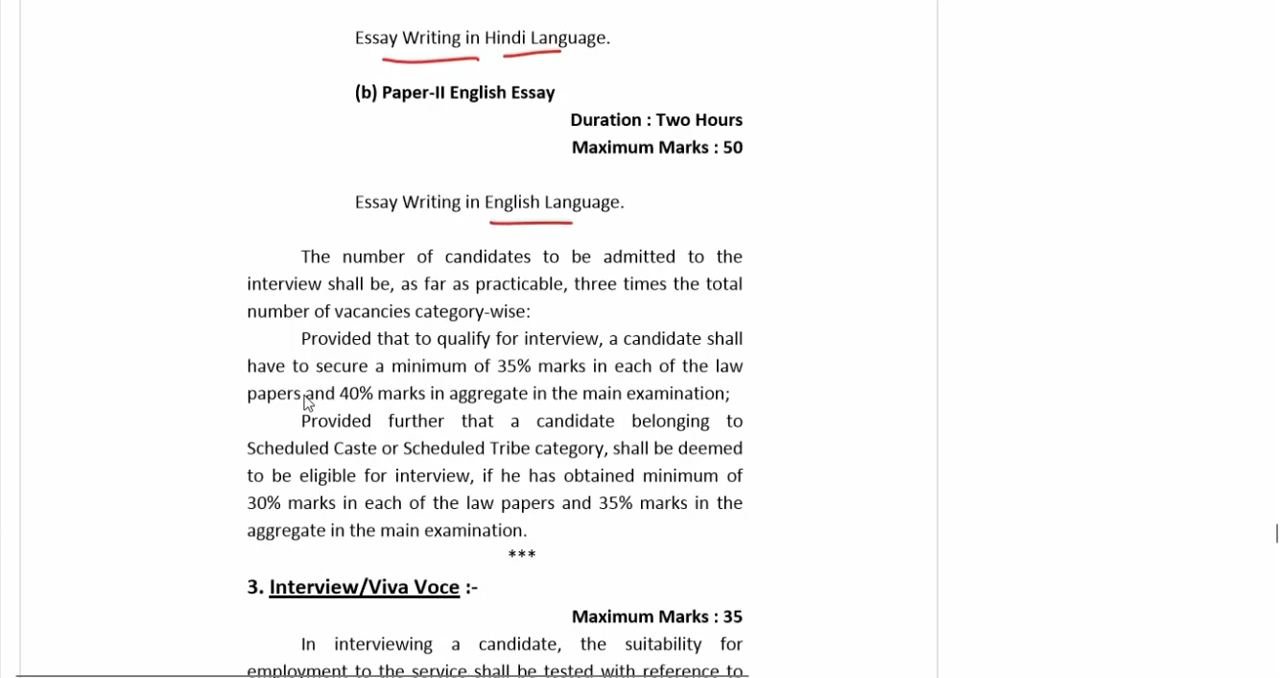 Essay Writing in Hindi Language.
(b) Paper-II English Essay
Duration : Two Hours
Maximum Marks : 50
Essay Writing in English Language.
The number of candidates to be admitted to the
interview shall be, as far as practicable, three times the total
number of vacancies category-wise:
Provided that to qualify for interview, a candidate shall
have to secure a minimum of 35% marks in each of the law
papers and 40% marks in aggregate in the main examination;
Provided further that a candidate belonging to
Scheduled Caste or Scheduled Tribe category, shall be deemed
to be eligible for interview, if he has obtained minimum of
30% marks in each of the law papers and 35% marks in the
aggregate in the main examination.
***
3. Interview/Viva Voce :-
Maximum Marks : 35
In interviewing a candidate, the suitability for
employment to the service shall be tested with reference to